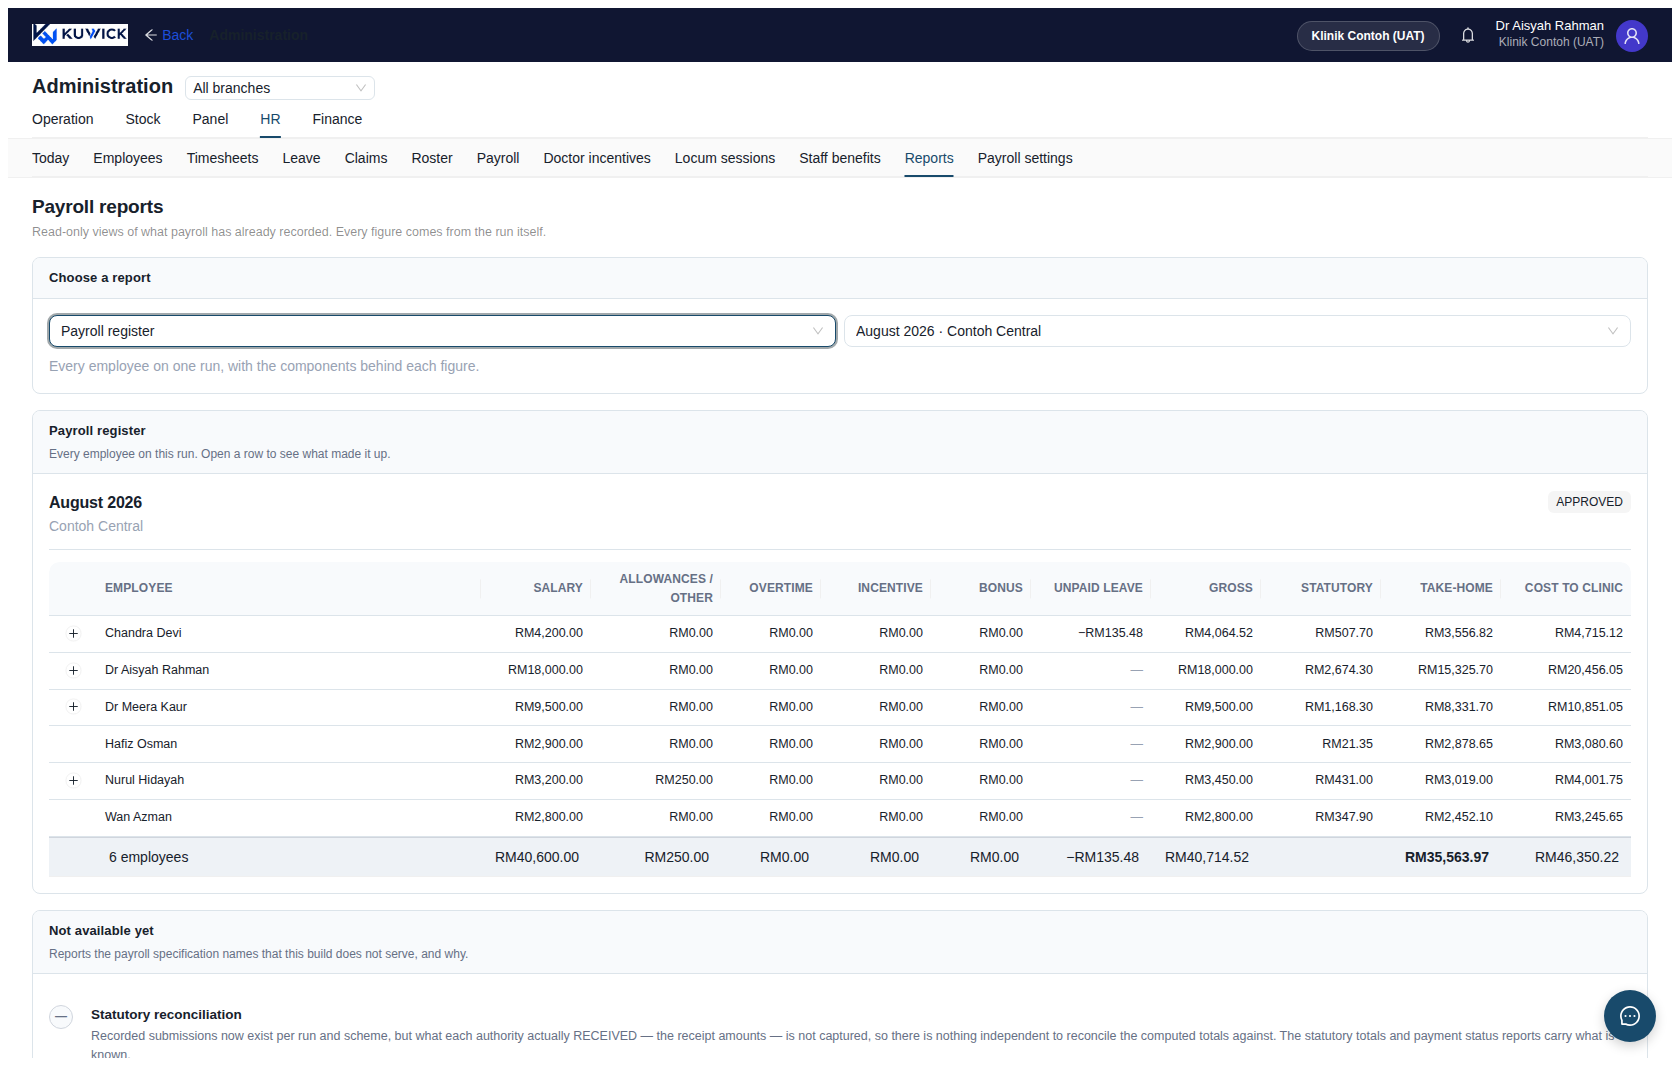 KUWICK
Back Administration
Klinik Contoh (UAT)
Dr Aisyah Rahman
Klinik Contoh (UAT)
Administration
All branches
Operation Stock Panel HR Finance
Today Employees Timesheets Leave Claims Roster Payroll Doctor incentives Locum sessions Staff benefits Reports Payroll settings
Payroll reports
Read-only views of what payroll has already recorded. Every figure comes from the run itself.
Choose a report
Payroll register
August 2026 · Contoh Central
Every employee on one run, with the components behind each figure.
Payroll register
Every employee on this run. Open a row to see what made it up.
August 2026
APPROVED
Contoh Central
EMPLOYEE SALARY ALLOWANCES / OTHER OVERTIME INCENTIVE BONUS UNPAID LEAVE GROSS STATUTORY TAKE-HOME COST TO CLINIC
+ Chandra Devi RM4,200.00 RM0.00 RM0.00 RM0.00 RM0.00 −RM135.48 RM4,064.52 RM507.70 RM3,556.82 RM4,715.12
+ Dr Aisyah Rahman RM18,000.00 RM0.00 RM0.00 RM0.00 RM0.00 — RM18,000.00 RM2,674.30 RM15,325.70 RM20,456.05
+ Dr Meera Kaur RM9,500.00 RM0.00 RM0.00 RM0.00 RM0.00 — RM9,500.00 RM1,168.30 RM8,331.70 RM10,851.05
Hafiz Osman RM2,900.00 RM0.00 RM0.00 RM0.00 RM0.00 — RM2,900.00 RM21.35 RM2,878.65 RM3,080.60
+ Nurul Hidayah RM3,200.00 RM250.00 RM0.00 RM0.00 RM0.00 — RM3,450.00 RM431.00 RM3,019.00 RM4,001.75
Wan Azman RM2,800.00 RM0.00 RM0.00 RM0.00 RM0.00 — RM2,800.00 RM347.90 RM2,452.10 RM3,245.65
6 employees RM40,600.00 RM250.00 RM0.00 RM0.00 RM0.00 −RM135.48 RM40,714.52 RM35,563.97 RM46,350.22
Not available yet
Reports the payroll specification names that this build does not serve, and why.
Statutory reconciliation
Recorded submissions now exist per run and scheme, but what each authority actually RECEIVED — the receipt amounts — is not captured, so there is nothing independent to reconcile the computed totals against. The statutory totals and payment status reports carry what is
known.